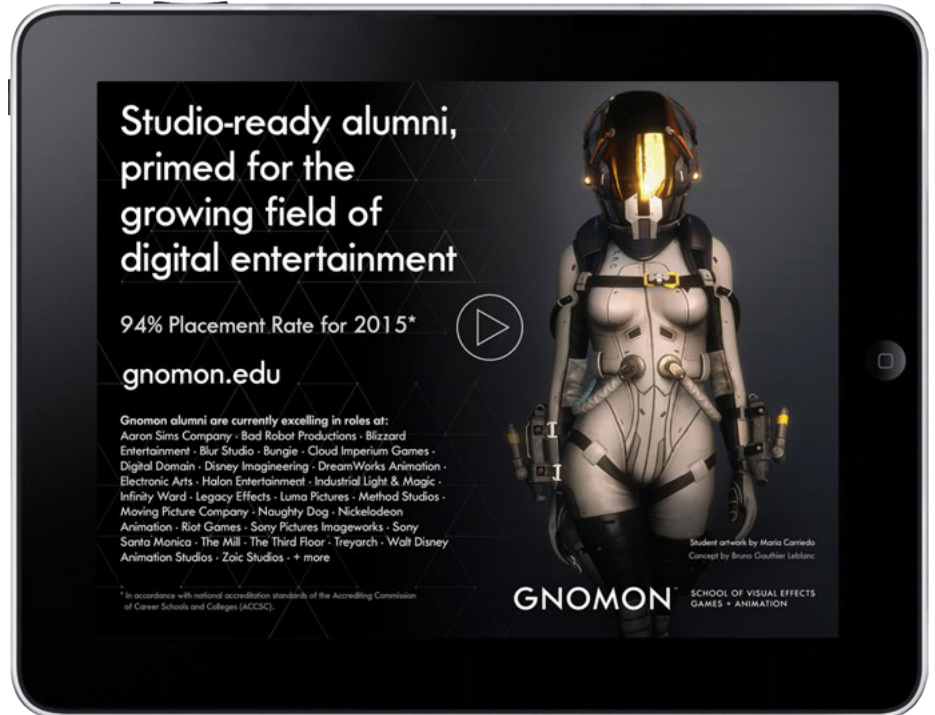 Studio-ready alumni,
primed for the
growing field of
digital entertainment
94% Placement Rate for 2015*
gnomon.edu
Gnomon alumni are currently excelling in roles at:
Aaron Sims Company · Bad Robot Productions · Blizzard
Entertainment · Blur Studio · Bungie · Cloud Imperium Games ·
Digital Domain · Disney Imagineering · DreamWorks Animation ·
Electronic Arts · Halon Entertainment · Industrial Light & Magic ·
Infinity Ward · Legacy Effects · Luma Pictures · Method Studios ·
Moving Picture Company · Naughty Dog · Nickelodeon
Animation · Riot Games · Sony Pictures Imageworks · Sony
Santa Monica · The Mill · The Third Floor · Treyarch · Walt Disney
Animation Studios · Zoic Studios · + more
* In accordance with national accreditation standards of the Accrediting Commission
of Career Schools and Colleges (ACCSC).
Student artwork by Maria Carriedo
Concept by Bruno Gauthier Leblanc
GNOMON™
SCHOOL OF VISUAL EFFECTS
GAMES + ANIMATION